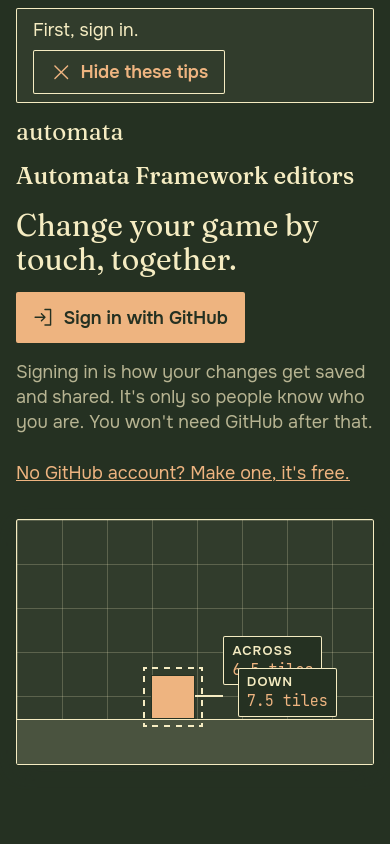 First, sign in.
Hide these tips
automata
Automata Framework editors
Change your game by
touch, together.
Sign in with GitHub
Signing in is how your changes get saved
and shared. It's only so people know who
you are. You won't need GitHub after that.
No GitHub account? Make one, it's free.
ACROSS
tiles
DOWN
7.5 tiles